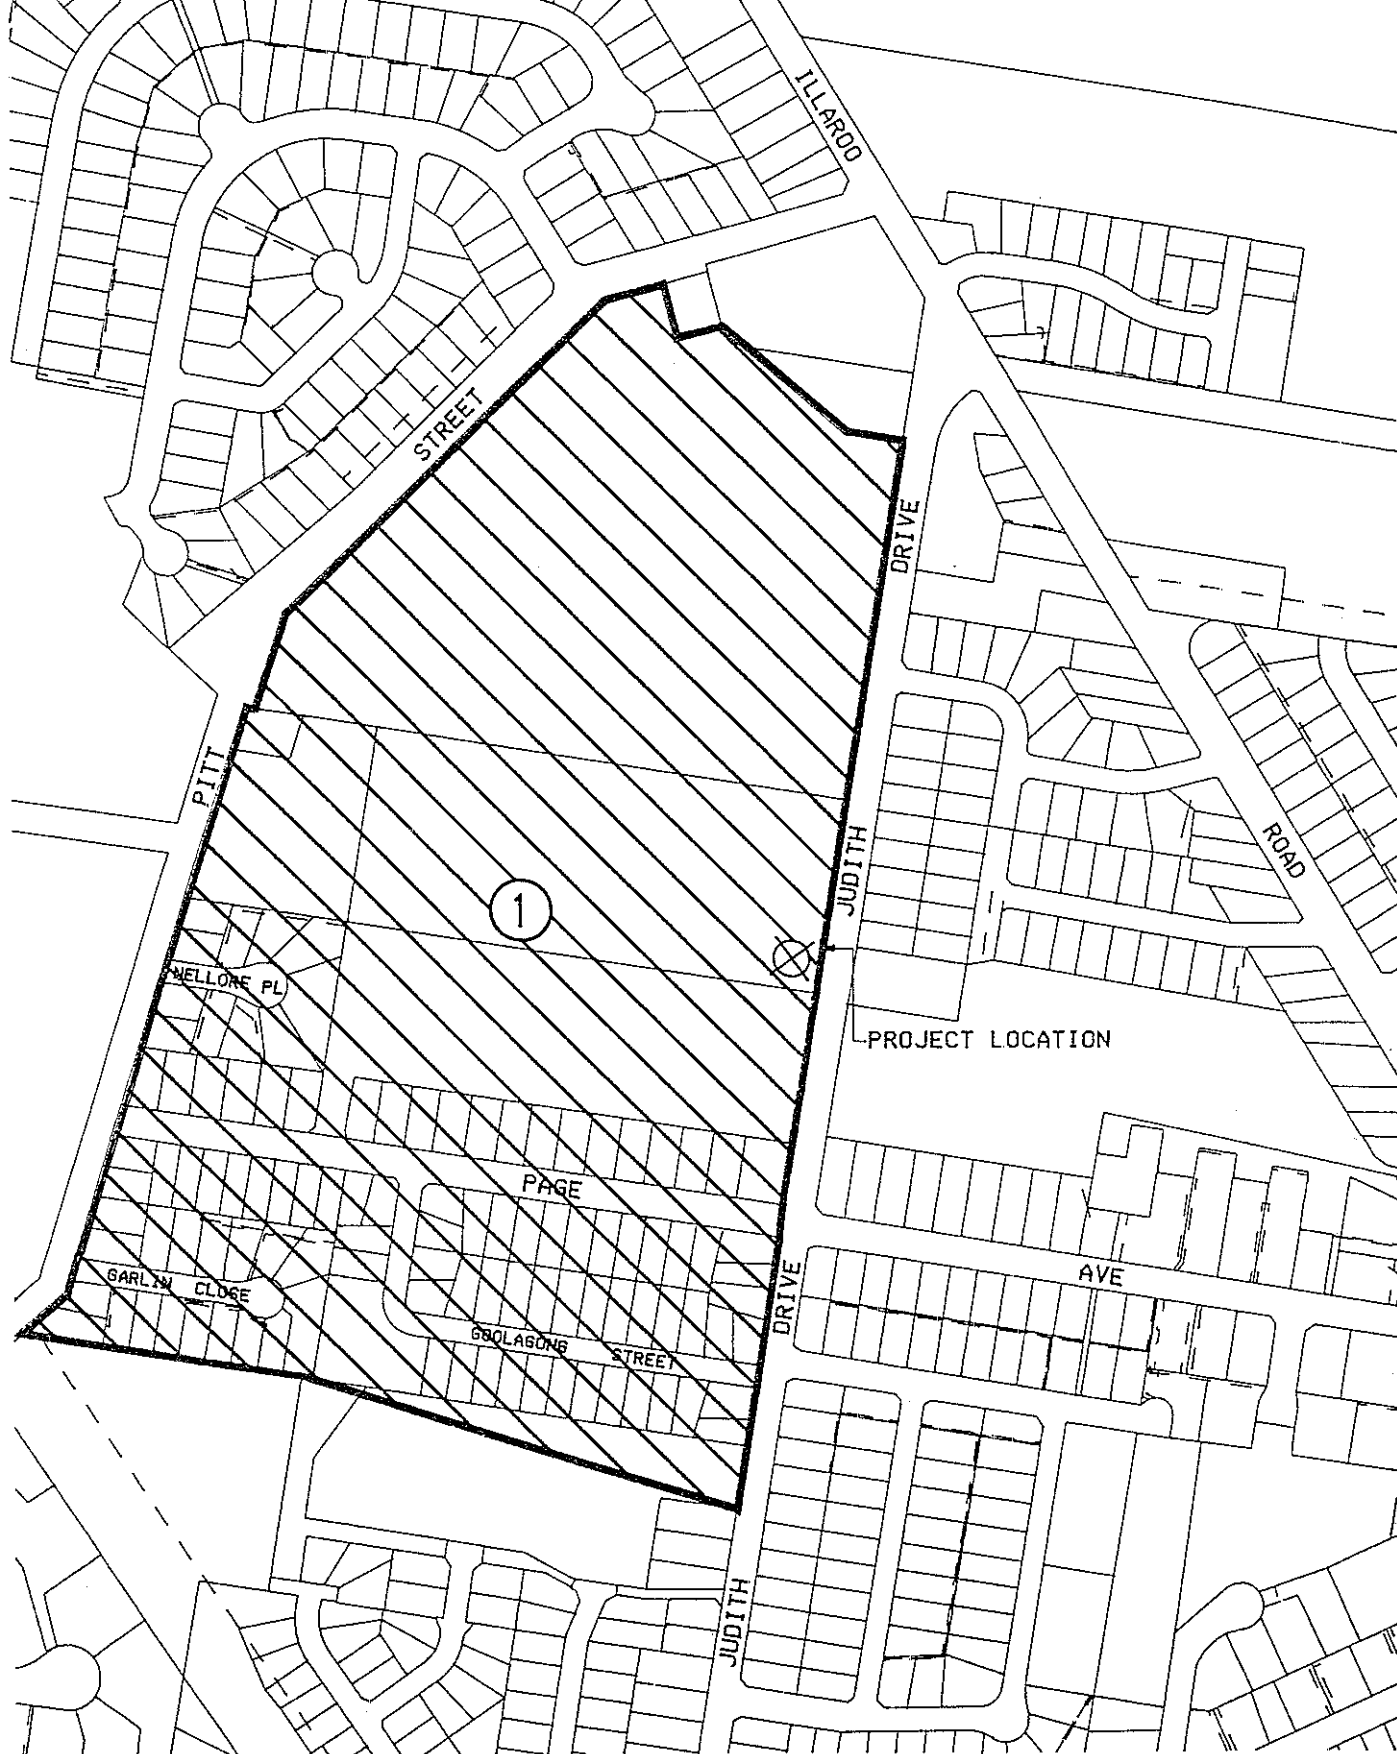 ILLAROO
STREET
DRIVE
PITT
JUDITH
ROAD
1
NELLORE PL
PROJECT LOCATION
PAGE
AVE
GARLIN CLOSE
DRIVE
GOOLAGONG STREET
JUDITH